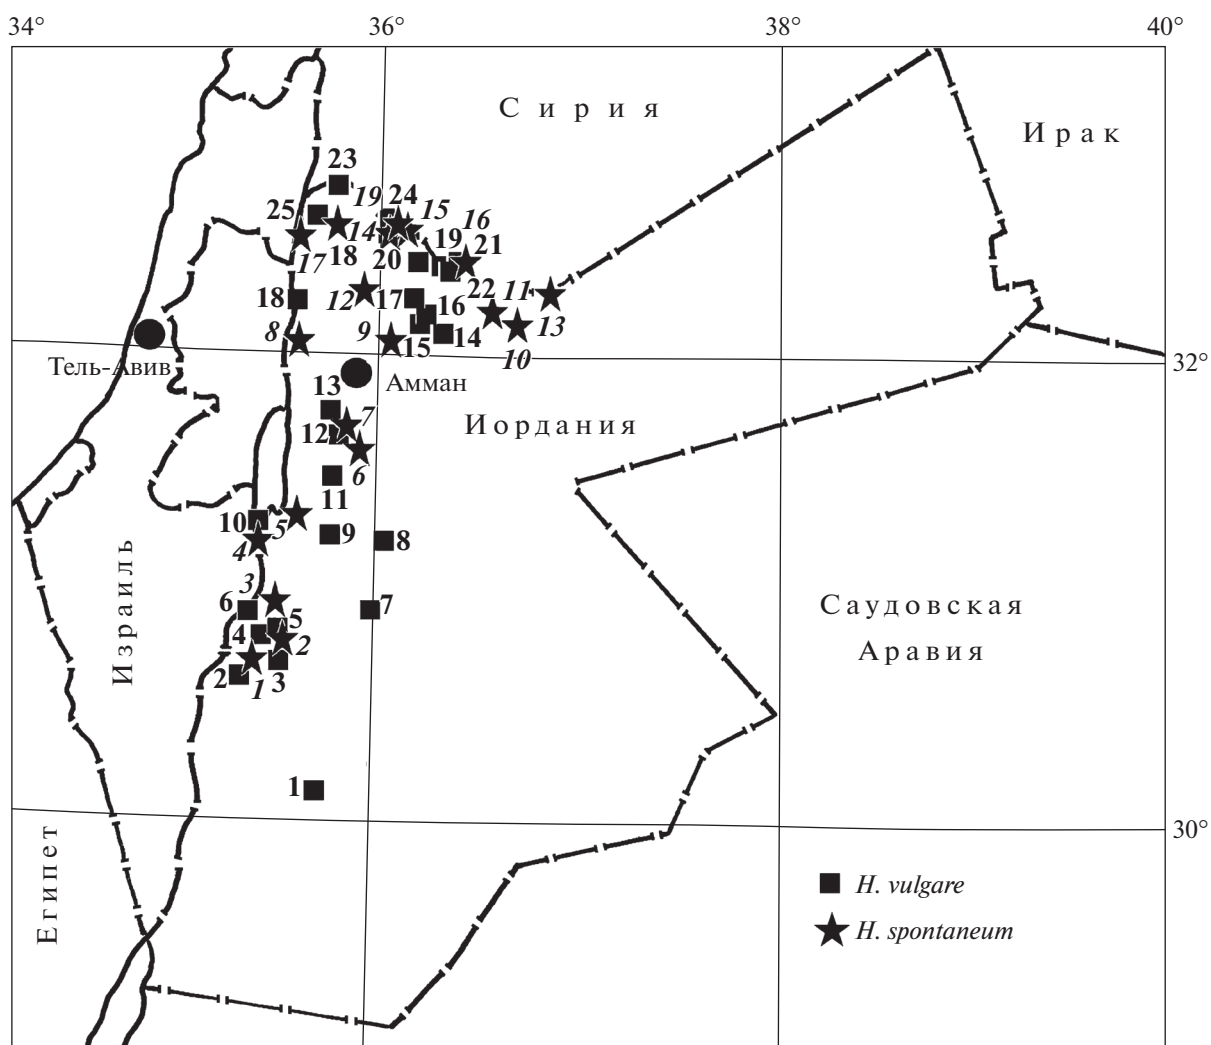 34° 36° 38° 40°
Сирия
Ирак
23
19 24
25 15
14 16
18 19 21
17 20
12 17 22 11
18 16
8 9 14 13
15 10
32°
Тель-Авив
Амман
13
7
Иордания
12
6
11
10 5 9 8
4
3
6 5 7
4 2
2 1 3
Израиль
Саудовская
Аравия
1
30°
Египет
H. vulgare
H. spontaneum